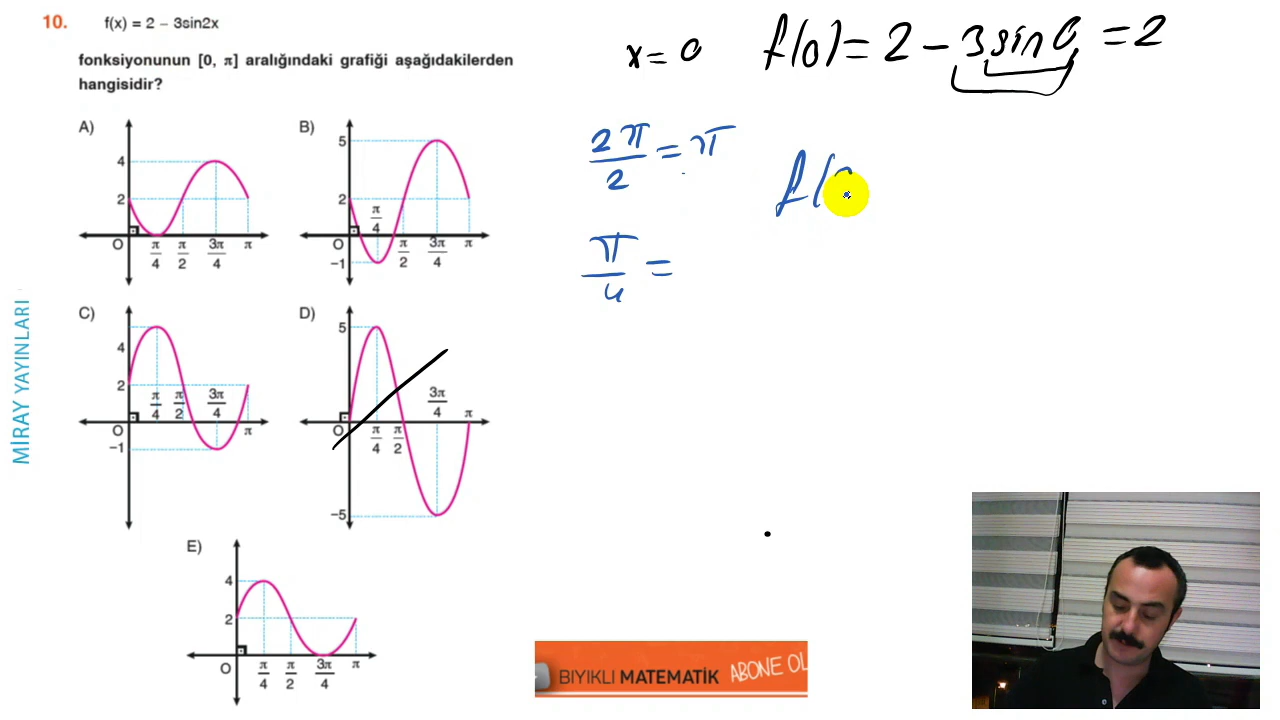 10. f(x) = 2 – 3sin2x
fonksiyonunun [0, π] aralığındaki grafiği aşağıdakilerden
hangisidir?
A)
4
2
O
π/4 π/2 3π/4 π
B)
5
2
O
–1
π/4 π/2 3π/4 π
C)
4
2
O
–1
π/4 π/2 3π/4 π
D)
5
O
–5
π/4 π/2 3π/4 π
E)
4
2
O
π/4 π/2 3π/4 π
MİRAY YAYINLARI
x = 0 f(0) = 2 – 3sin0 = 2
2π/2 = π
f(
π/4 =
BIYIKLI MATEMATİK ABONE OL